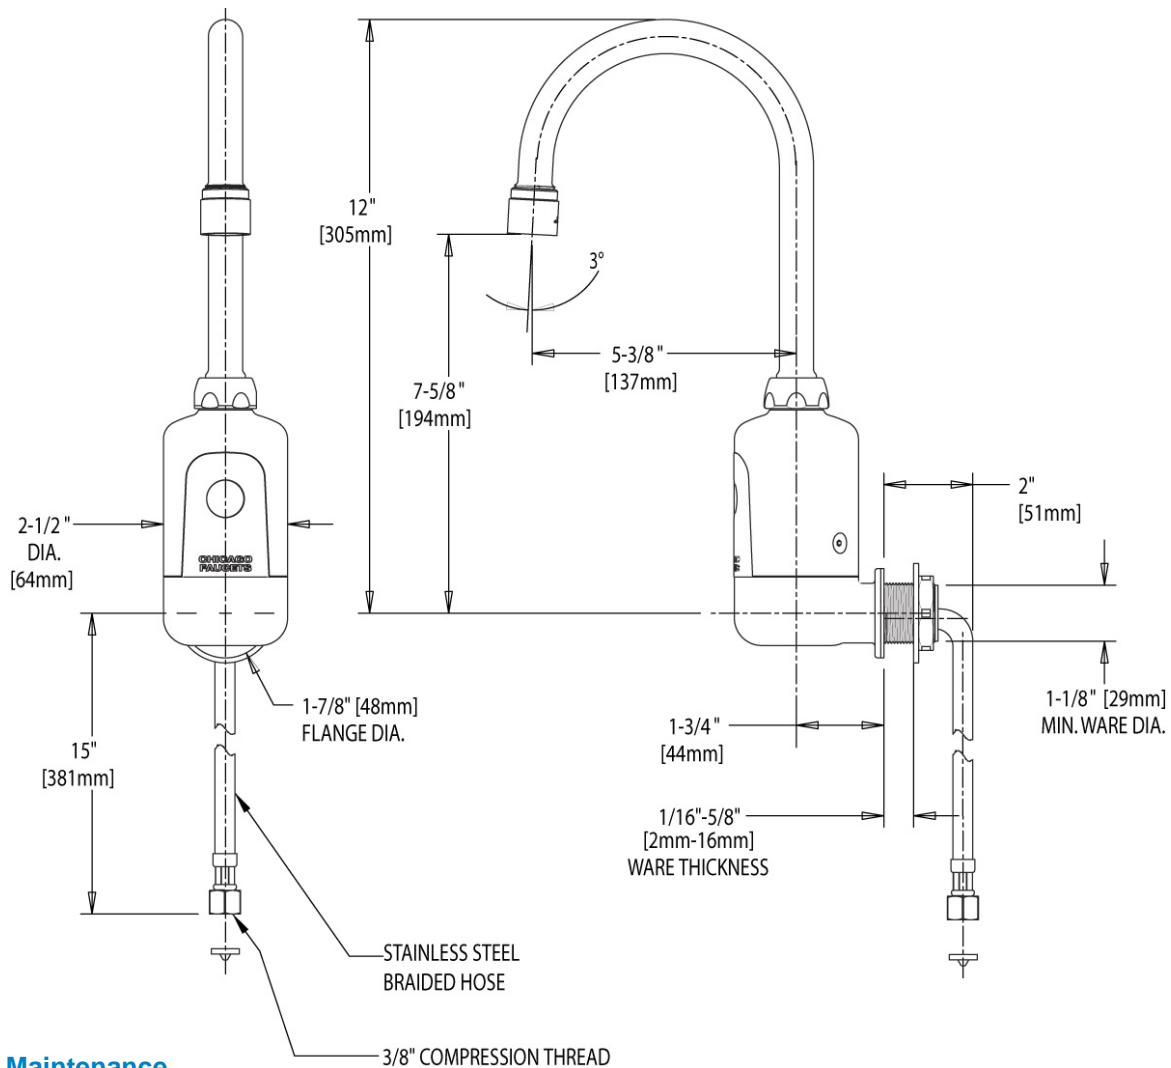 12"
[305mm]
3°
5-3/8"
[137mm]
7-5/8"
[194mm]
2"
[51mm]
2-1/2"
DIA.
[64mm]
CHICAGO
FAUCETS
1-7/8" [48mm]
FLANGE DIA.
1-3/4"
[44mm]
1-1/8" [29mm]
MIN. WARE DIA.
15"
[381mm]
1/16"-5/8"
[2mm-16mm]
WARE THICKNESS
STAINLESS STEEL
BRAIDED HOSE
3/8" COMPRESSION THREAD
Maintenance